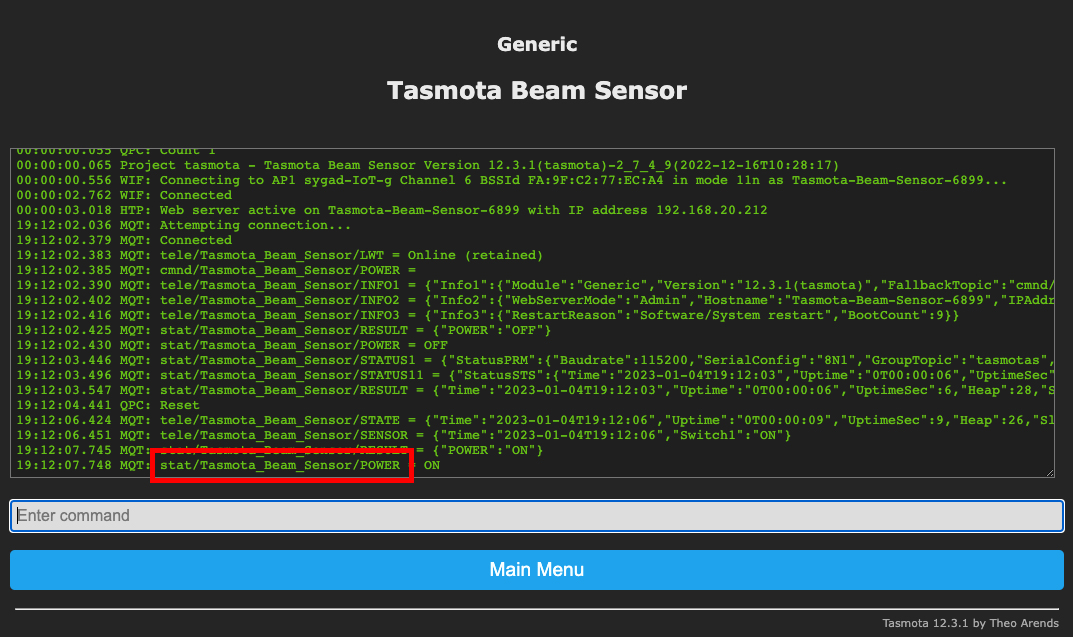 Generic
Tasmota Beam Sensor
00:00:00.055 QPC: Count 1
00:00:00.065 Project tasmota - Tasmota Beam Sensor Version 12.3.1(tasmota)-2_7_4_9(2022-12-16T10:28:17)
00:00:00.556 WIF: Connecting to AP1 sygad-IoT-g Channel 6 BSSId FA:9F:C2:77:EC:A4 in mode 11n as Tasmota-Beam-Sensor-6899...
00:00:02.762 WIF: Connected
00:00:03.018 HTP: Web server active on Tasmota-Beam-Sensor-6899 with IP address 192.168.20.212
19:12:02.036 MQT: Attempting connection...
19:12:02.379 MQT: Connected
19:12:02.383 MQT: tele/Tasmota_Beam_Sensor/LWT = Online (retained)
19:12:02.385 MQT: cmnd/Tasmota_Beam_Sensor/POWER =
19:12:02.390 MQT: tele/Tasmota_Beam_Sensor/INFO1 = {"Info1":{"Module":"Generic","Version":"12.3.1(tasmota)","FallbackTopic":"cmnd/
19:12:02.402 MQT: tele/Tasmota_Beam_Sensor/INFO2 = {"Info2":{"WebServerMode":"Admin","Hostname":"Tasmota-Beam-Sensor-6899","IPAddr
19:12:02.416 MQT: tele/Tasmota_Beam_Sensor/INFO3 = {"Info3":{"RestartReason":"Software/System restart","BootCount":9}}
19:12:02.425 MQT: stat/Tasmota_Beam_Sensor/RESULT = {"POWER":"OFF"}
19:12:02.430 MQT: stat/Tasmota_Beam_Sensor/POWER = OFF
19:12:03.446 MQT: stat/Tasmota_Beam_Sensor/STATUS1 = {"StatusPRM":{"Baudrate":115200,"SerialConfig":"8N1","GroupTopic":"tasmotas",
19:12:03.496 MQT: stat/Tasmota_Beam_Sensor/STATUS11 = {"StatusSTS":{"Time":"2023-01-04T19:12:03","Uptime":"0T00:00:06","UptimeSec"
19:12:03.547 MQT: stat/Tasmota_Beam_Sensor/RESULT = {"Time":"2023-01-04T19:12:03","Uptime":"0T00:00:06","UptimeSec":6,"Heap":28,"S
19:12:04.441 QPC: Reset
19:12:06.424 MQT: tele/Tasmota_Beam_Sensor/STATE = {"Time":"2023-01-04T19:12:06","Uptime":"0T00:00:09","UptimeSec":9,"Heap":26,"Sl
19:12:06.451 MQT: tele/Tasmota_Beam_Sensor/SENSOR = {"Time":"2023-01-04T19:12:06","Switch1":"ON"}
19:12:07.745 MQT: stat/Tasmota_Beam_Sensor/RESULT = {"POWER":"ON"}
19:12:07.748 MQT: stat/Tasmota_Beam_Sensor/POWER = ON
Enter command
Main Menu
Tasmota 12.3.1 by Theo Arends